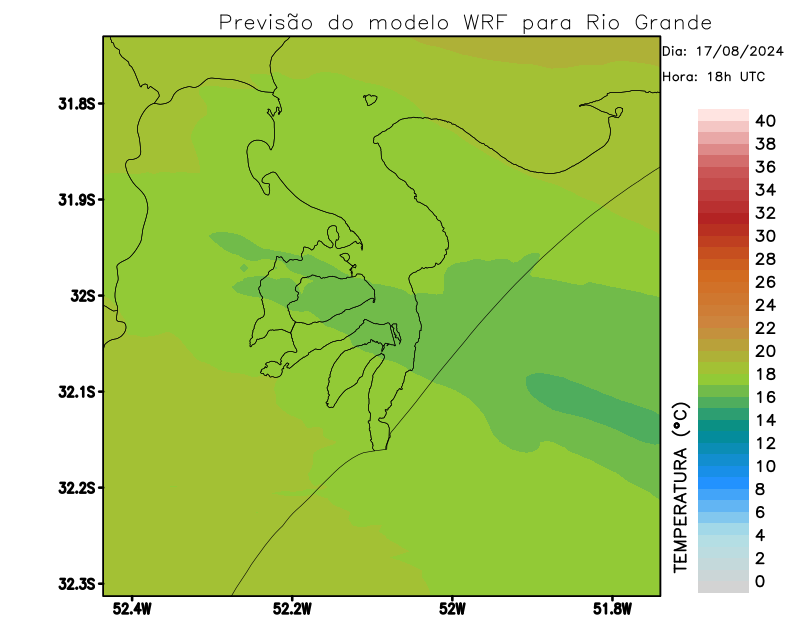 Previsão do modelo WRF para Rio Grande
Dia: 17/08/2024
Hora: 18h UTC
31.8S
31.9S
32S
32.1S
32.2S
32.3S
52.4W
52.2W
52W
51.8W
TEMPERATURA (°C)
40
38
36
34
32
30
28
26
24
22
20
18
16
14
12
10
8
6
4
2
0